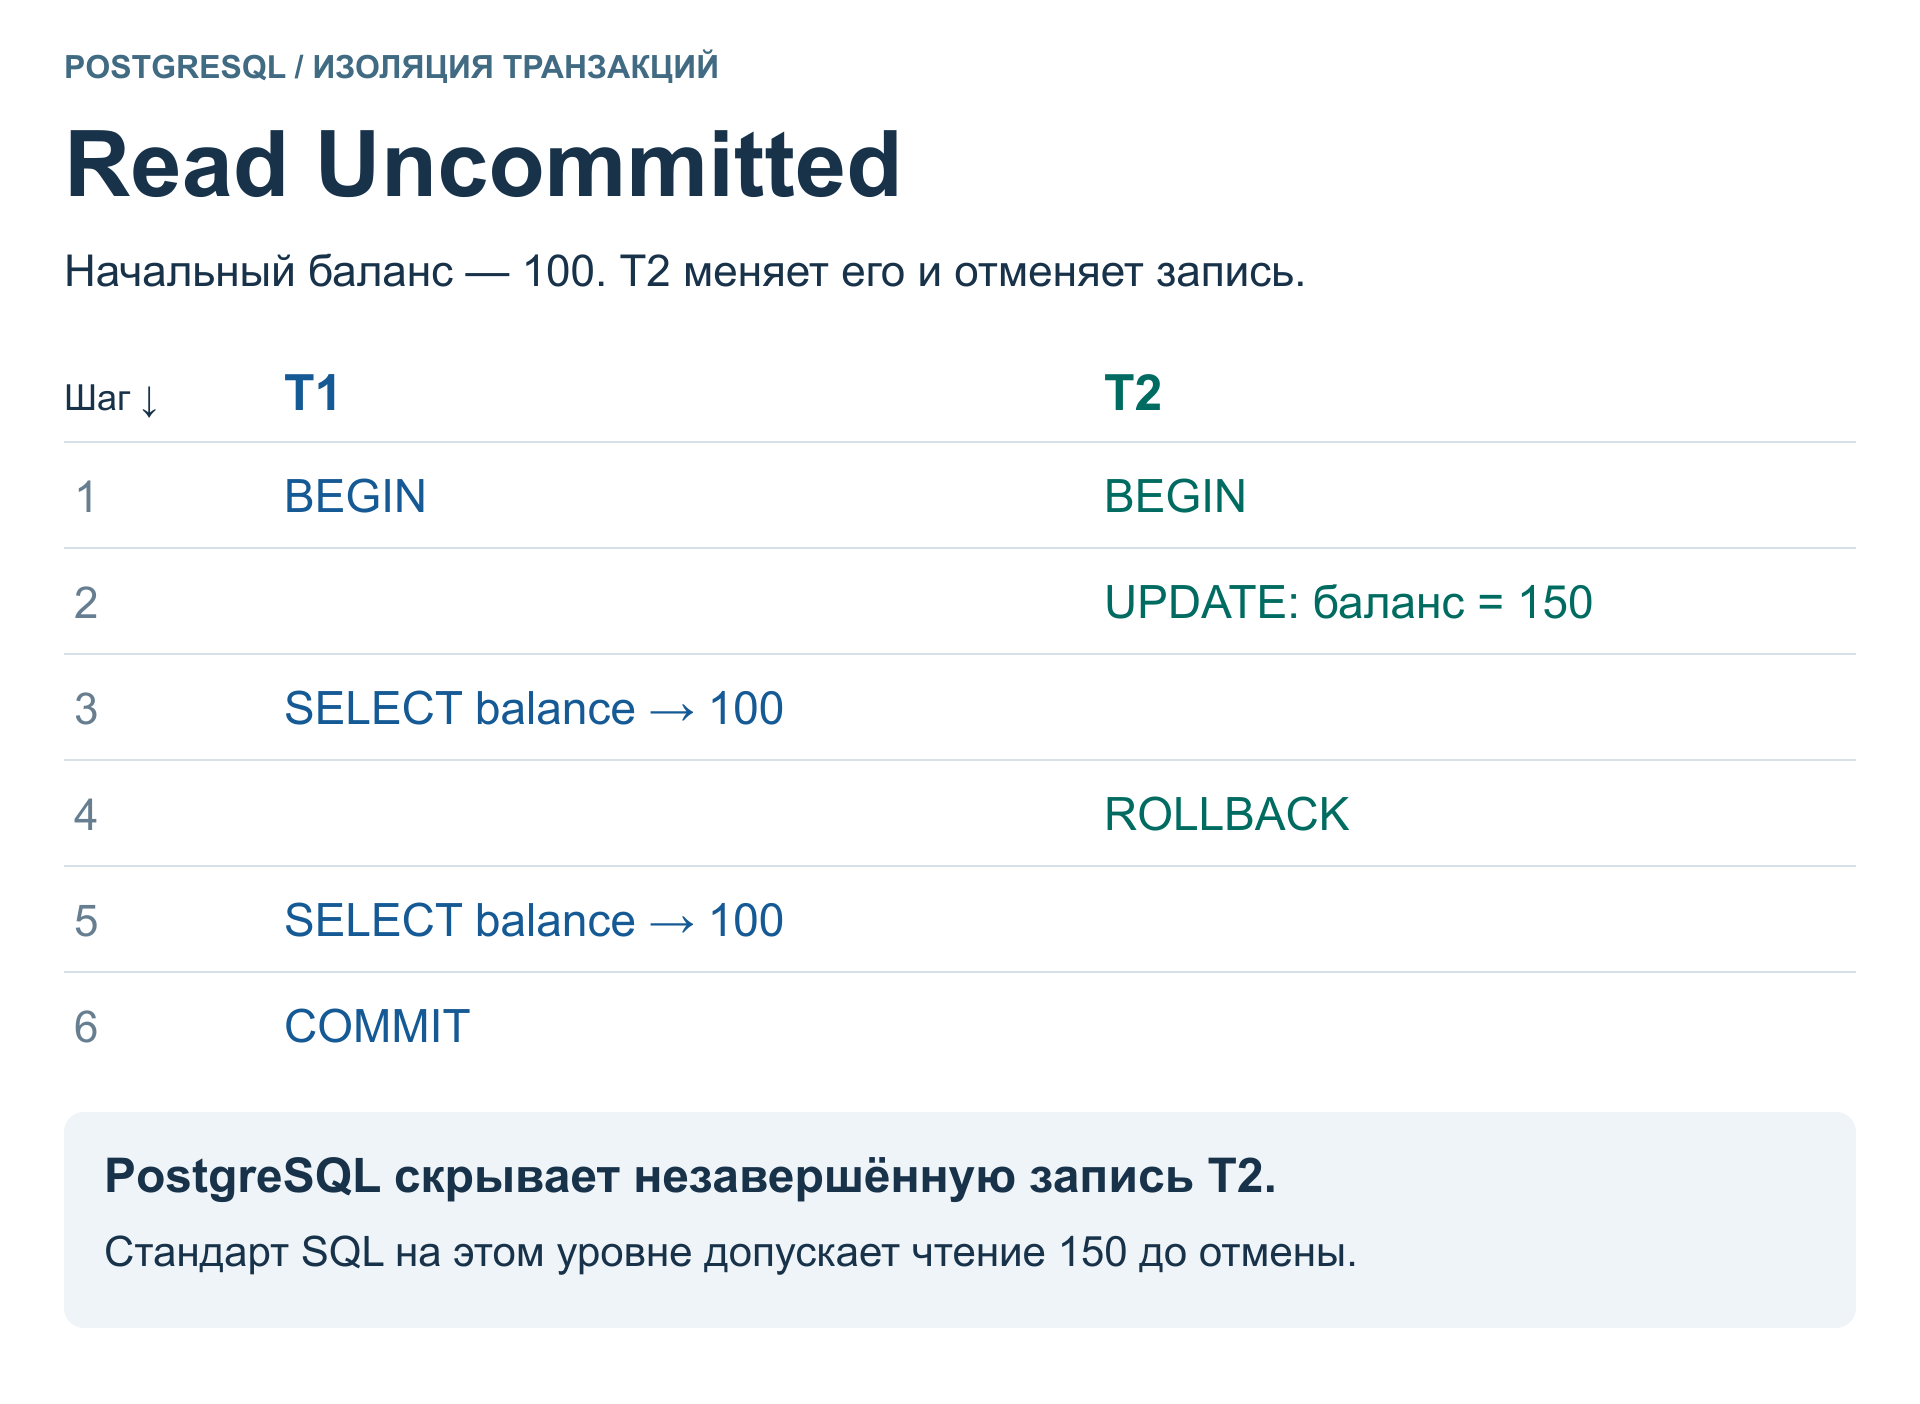 POSTGRESQL / ИЗОЛЯЦИЯ ТРАНЗАКЦИЙ
Read Uncommitted
Начальный баланс — 100. T2 меняет его и отменяет запись.
Шаг ↓ T1 T2
1 BEGIN BEGIN
2 UPDATE: баланс = 150
3 SELECT balance → 100
4 ROLLBACK
5 SELECT balance → 100
6 COMMIT
PostgreSQL скрывает незавершённую запись T2.
Стандарт SQL на этом уровне допускает чтение 150 до отмены.